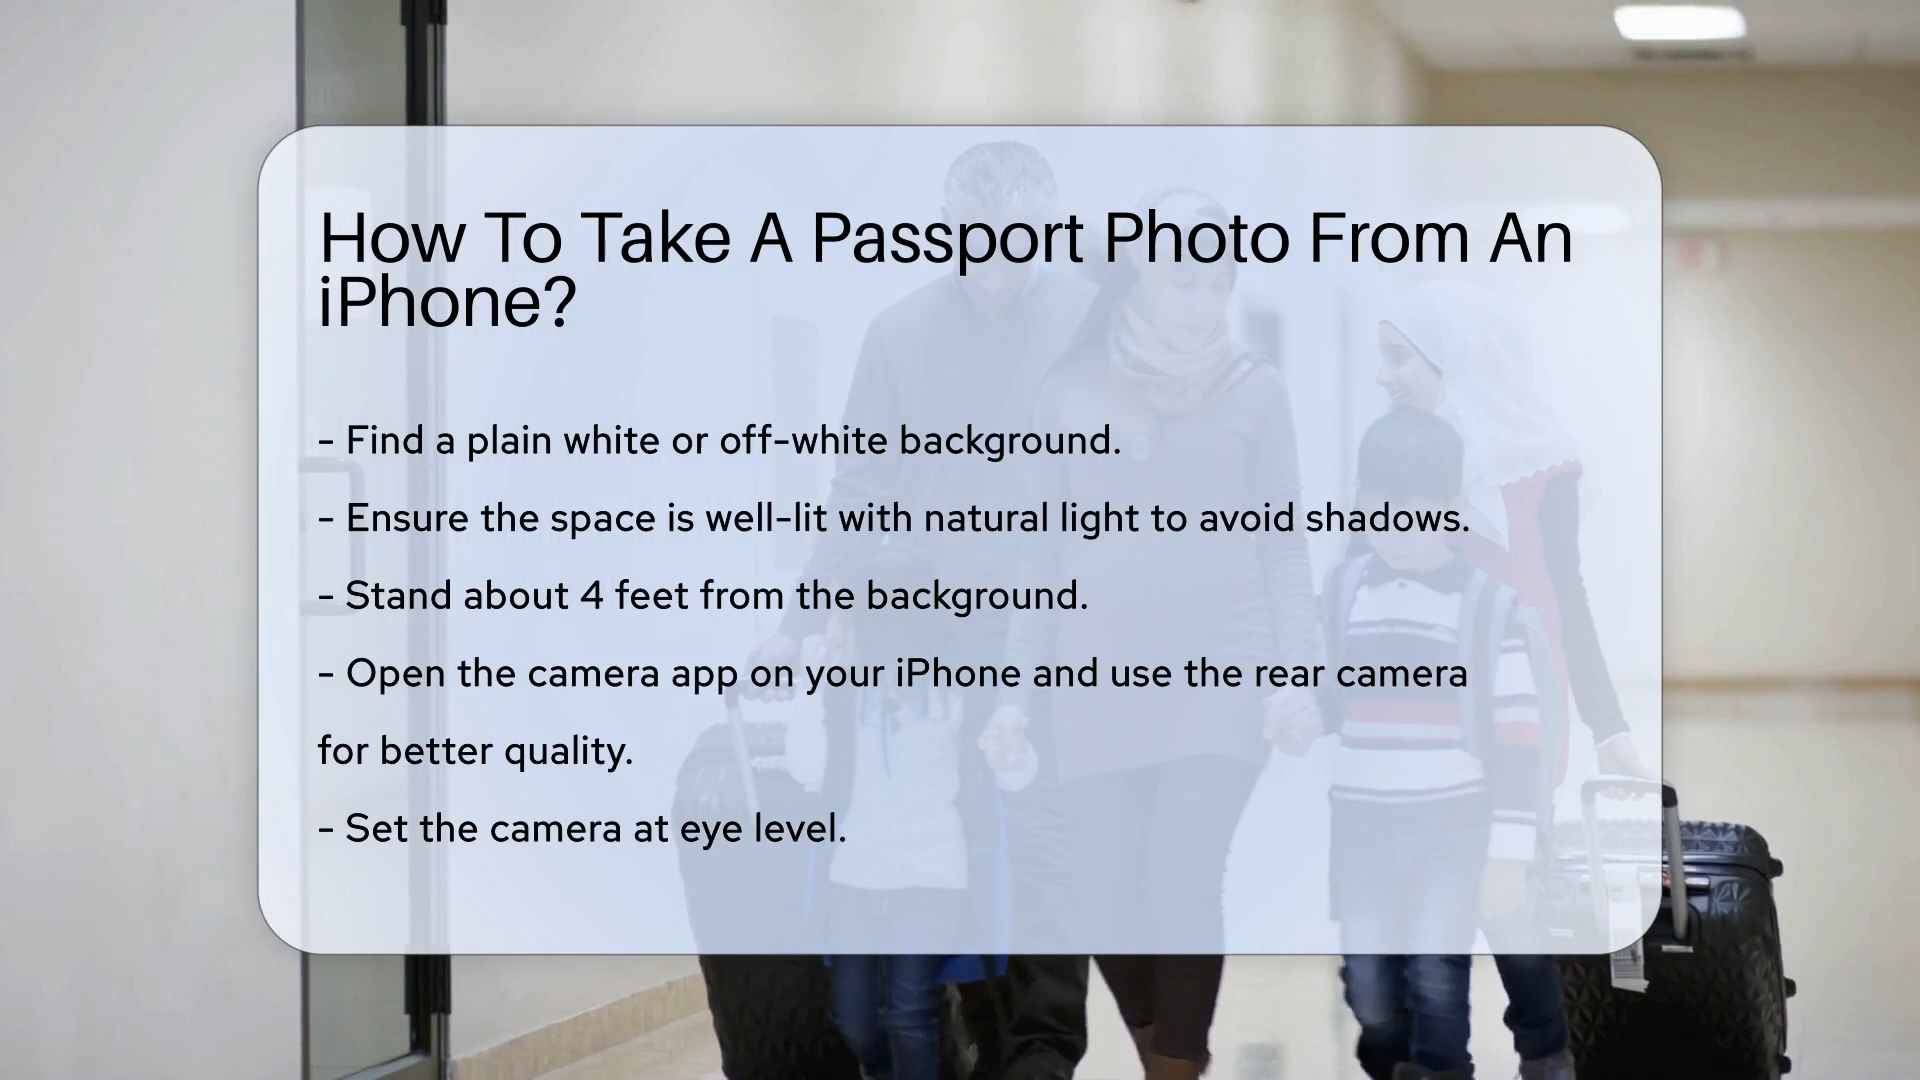 How To Take A Passport Photo From An
iPhone?
- Find a plain white or off-white background.
- Ensure the space is well-lit with natural light to avoid shadows.
- Stand about 4 feet from the background.
- Open the camera app on your iPhone and use the rear camera
for better quality.
- Set the camera at eye level.